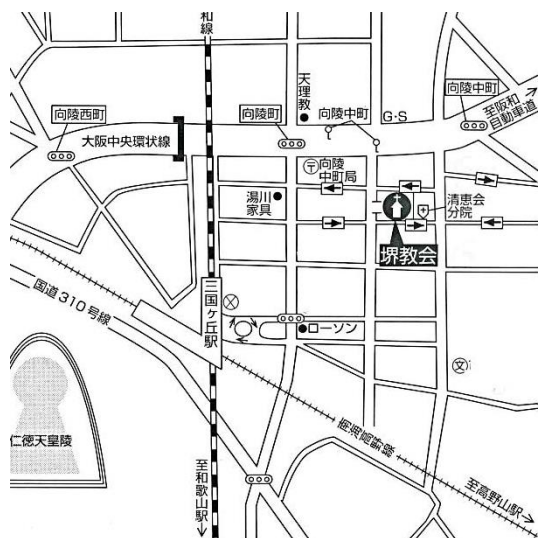 和線
天理教
向陵中町
G・S
向陵中町
至阪和
自動車道
向陵西町
向陵町
大阪中央環状線
〒
向陵
中町局
湯川
家具
清恵会
分院
堺教会
国道310号線
三国ヶ丘駅
ローソン
文
仁徳天皇陵
南海高野線
至和歌山駅
至高野山駅